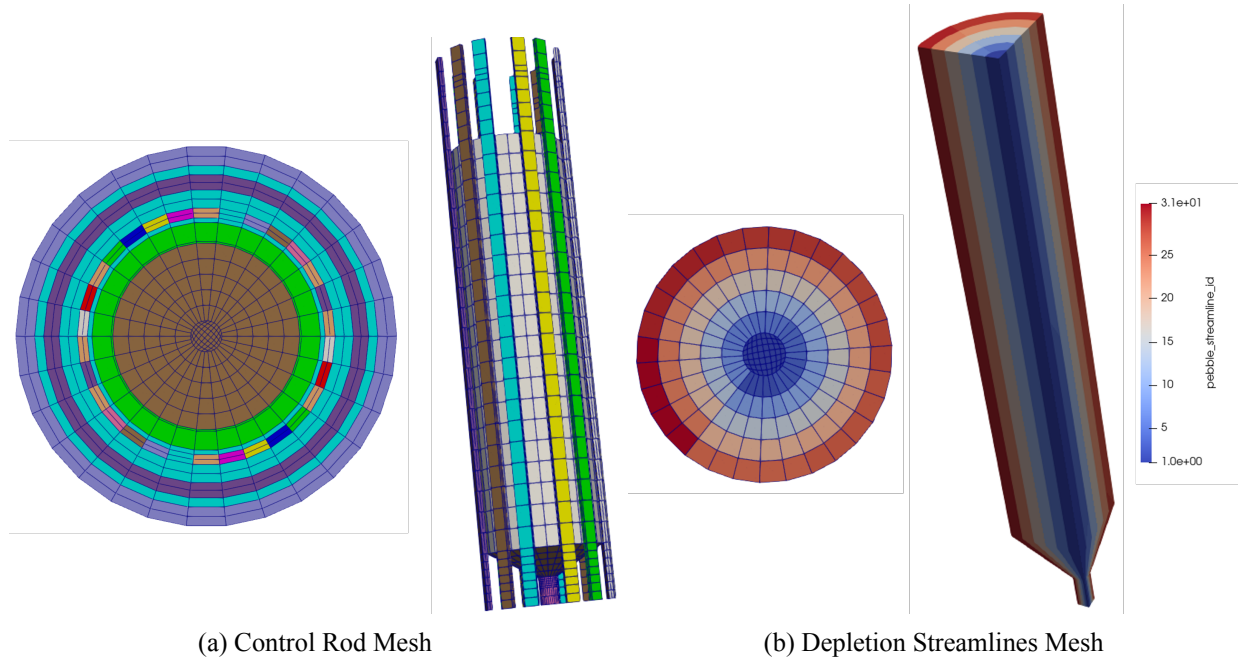 3.1e+01
25
20
15
10
5
1.0e+00
pebble_streamline_id
(a) Control Rod Mesh
(b) Depletion Streamlines Mesh